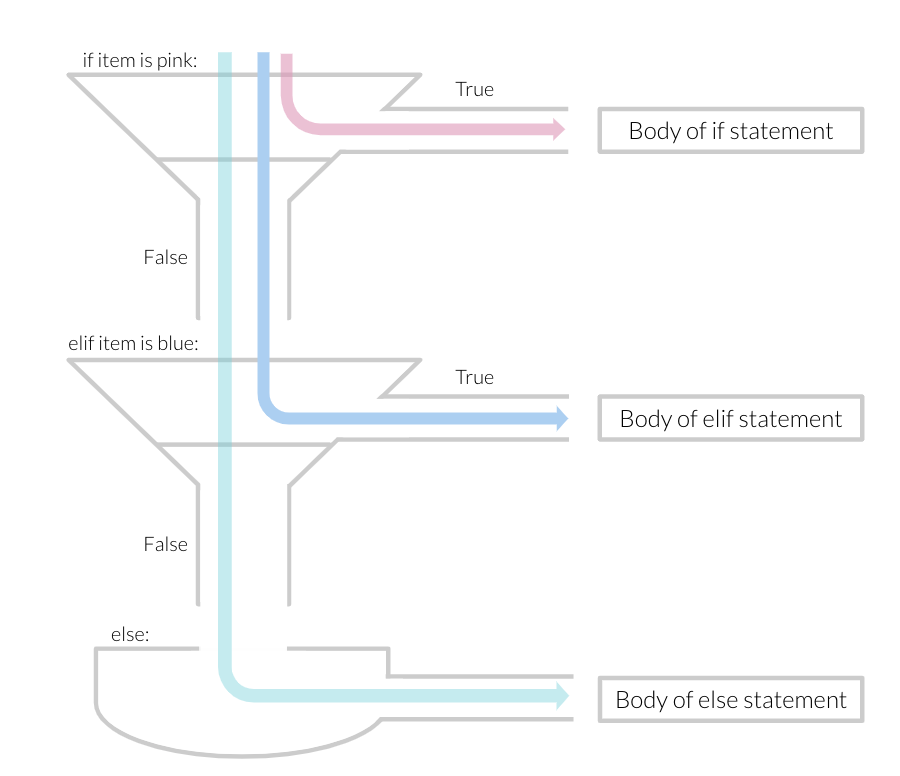 if item is pink:
True
Body of if statement
False
elif item is blue:
True
Body of elif statement
False
else:
Body of else statement